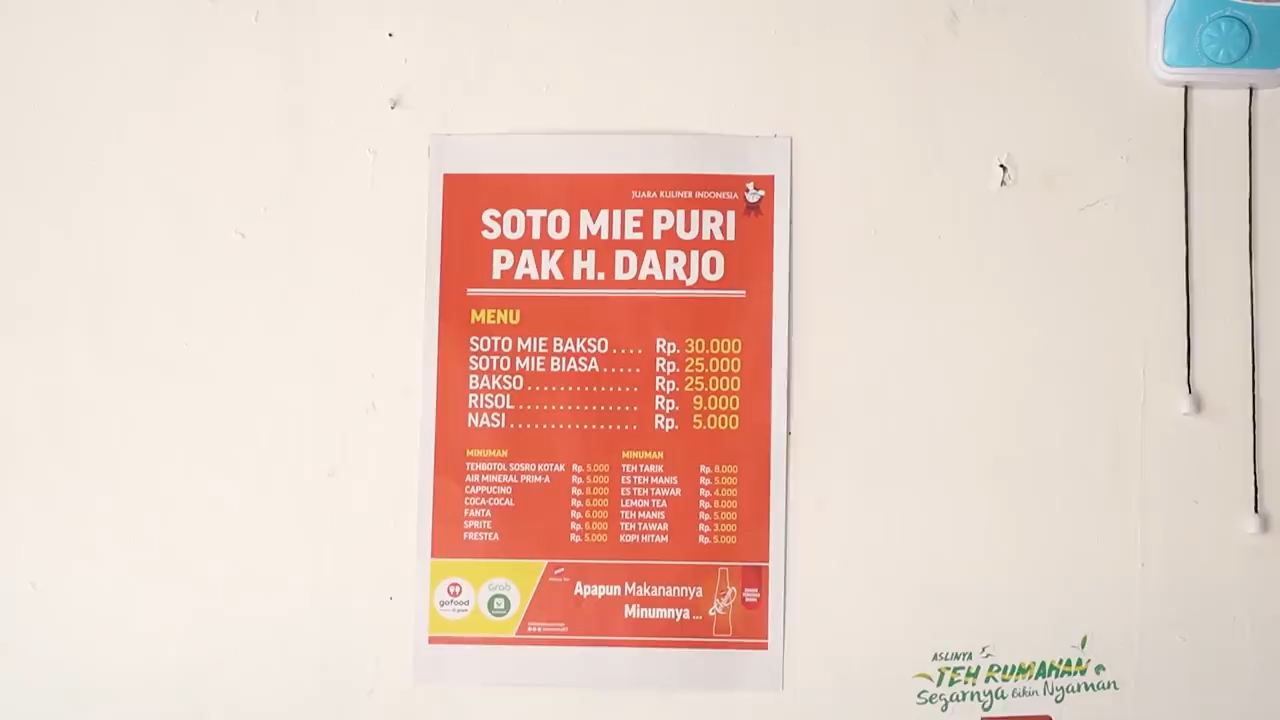 JUARA KULINER INDONESIA
SOTO MIE PURI
PAK H. DARJO
MENU
SOTO MIE BAKSO .... Rp. 30.000
SOTO MIE BIASA ..... Rp. 25.000
BAKSO .............. Rp. 25.000
RISOL ............... Rp. 9.000
NASI ................ Rp. 5.000
MINUMAN
TEHBOTOL SOSRO KOTAK Rp. 5.000
AIR MINERAL PRIM-A Rp. 5.000
CAPPUCINO Rp. 8.000
COCA-COCAL Rp. 6.000
FANTA Rp. 6.000
SPRITE Rp. 6.000
FRESTEA Rp. 5.000
MINUMAN
TEH TARIK Rp. 8.000
ES TEH MANIS Rp. 5.000
ES TEH TAWAR Rp. 4.000
LEMON TEA Rp. 8.000
TEH MANIS Rp. 5.000
TEH TAWAR Rp. 3.000
KOPI HITAM Rp. 5.000
gofood
Grab
Apapun Makanannya
Minumnya ...
ASLINYA
TEH RUMAHAN
Segarnya Bikin Nyaman